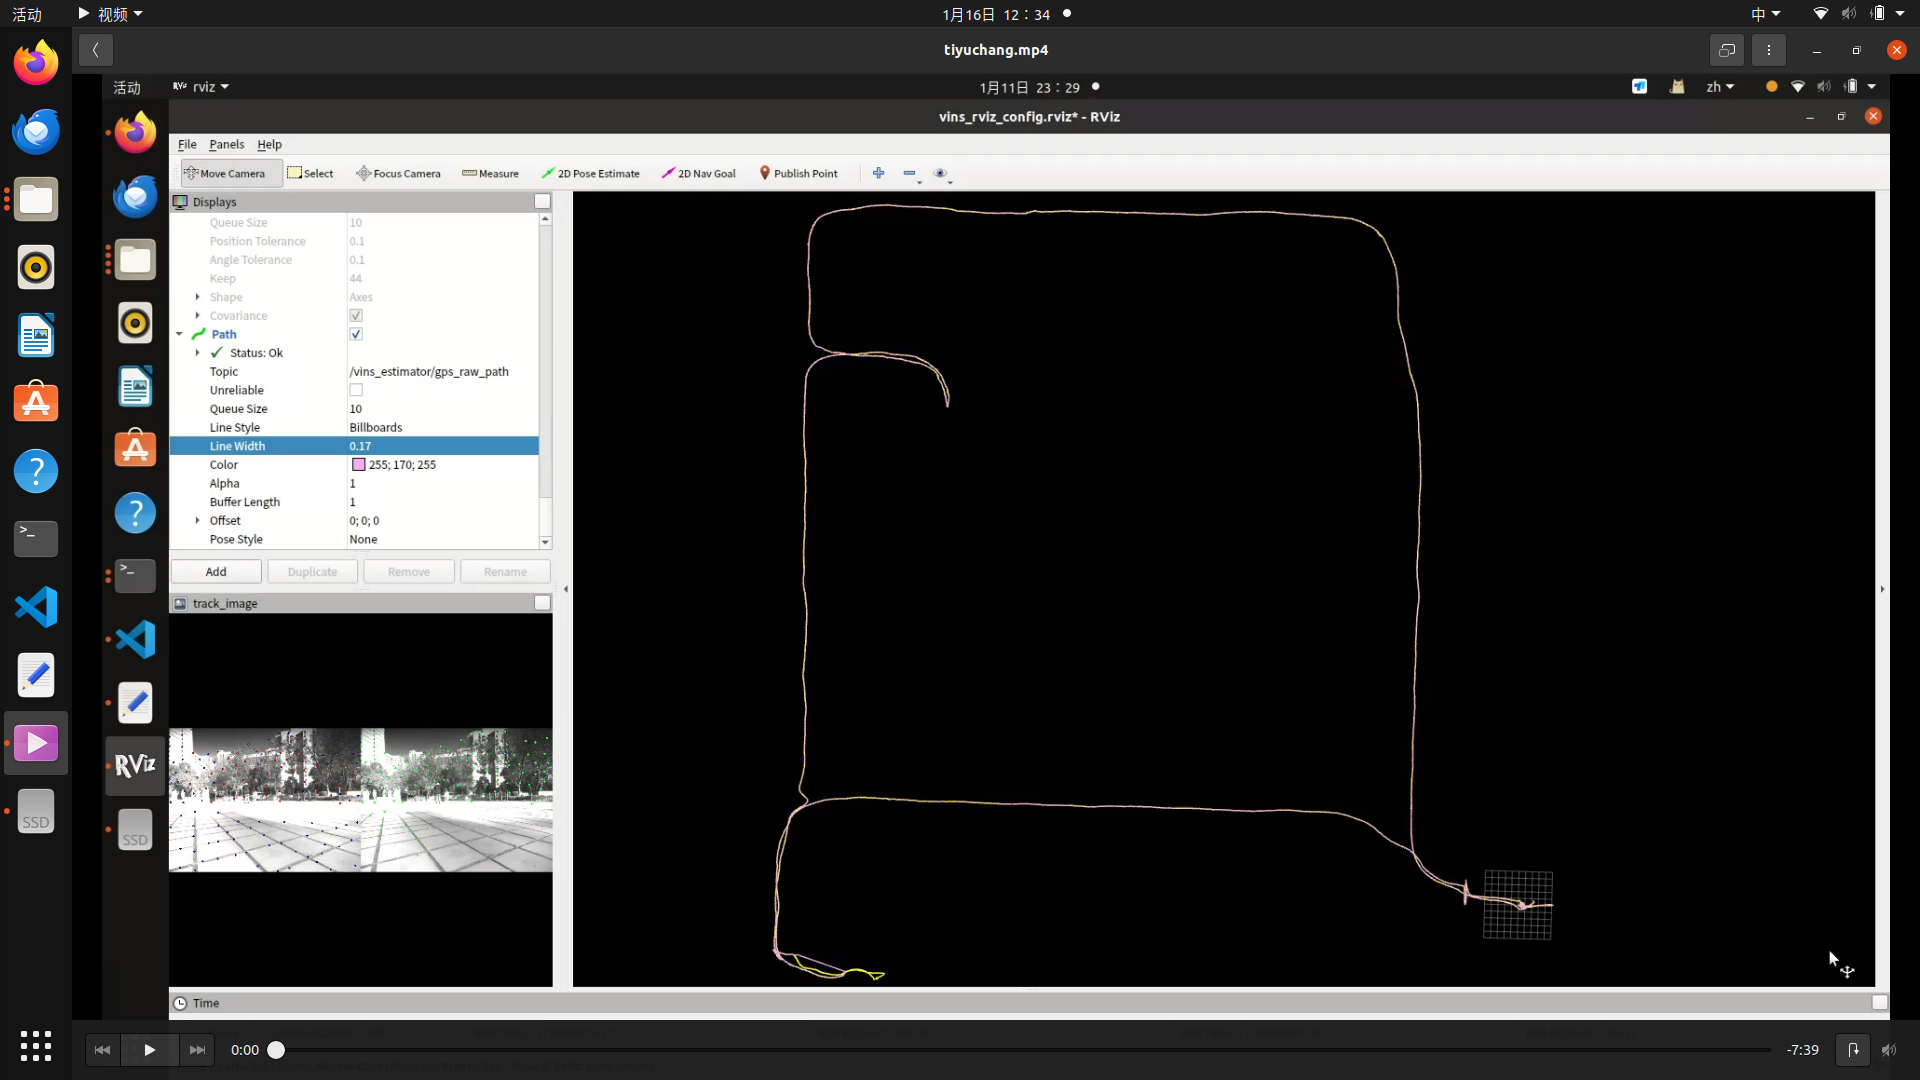 活动
视频
1月16日 12：34
中
tiyuchang.mp4
活动
RViz rviz
1月11日 23：29
zh
vins_rviz_config.rviz* - RViz
File Panels Help
Move Camera Select Focus Camera Measure 2D Pose Estimate 2D Nav Goal Publish Point
Displays
Queue Size 10
Position Tolerance 0.1
Angle Tolerance 0.1
Keep 44
Shape Axes
Covariance
Path
Status: Ok
Topic /vins_estimator/gps_raw_path
Unreliable
Queue Size 10
Line Style Billboards
Line Width 0.17
Color 255; 170; 255
Alpha 1
Buffer Length 1
Offset 0; 0; 0
Pose Style None
Add Duplicate Remove Rename
track_image
RViz
SSD
SSD
Time
0:00
-7:39